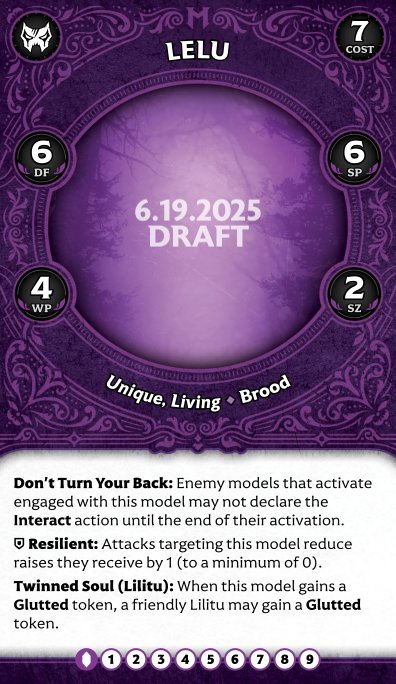 LELU
7
COST
6
DF
6
SP
6.19.2025
DRAFT
4
WP
2
SZ
Unique, Living ◆ Brood
Don't Turn Your Back: Enemy models that activate
engaged with this model may not declare the
Interact action until the end of their activation.
Resilient: Attacks targeting this model reduce
raises they receive by 1 (to a minimum of 0).
Twinned Soul (Lilitu): When this model gains a
Glutted token, a friendly Lilitu may gain a Glutted
token.
1 2 3 4 5 6 7 8 9